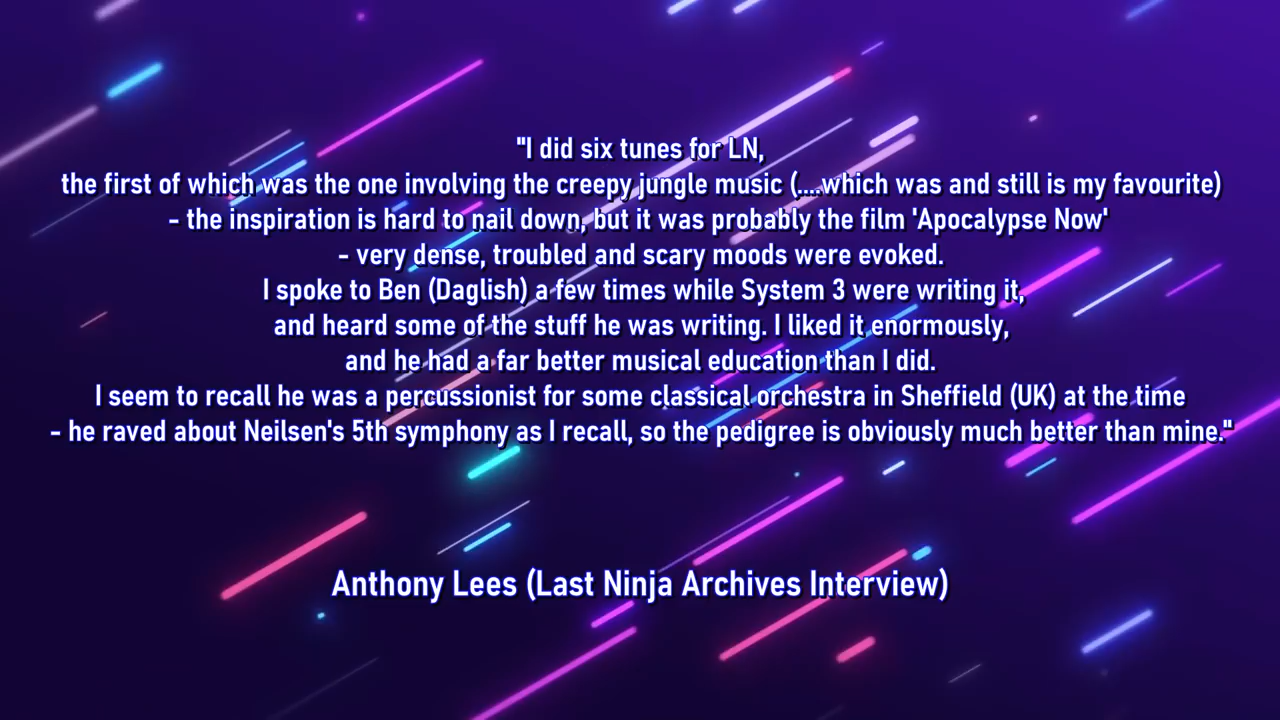 "I did six tunes for LN,
the first of which was the one involving the creepy jungle music (....which was and still is my favourite)
- the inspiration is hard to nail down, but it was probably the film 'Apocalypse Now'
- very dense, troubled and scary moods were evoked.
I spoke to Ben (Daglish) a few times while System 3 were writing it,
and heard some of the stuff he was writing. I liked it enormously,
and he had a far better musical education than I did.
I seem to recall he was a percussionist for some classical orchestra in Sheffield (UK) at the time
- he raved about Neilsen's 5th symphony as I recall, so the pedigree is obviously much better than mine."
Anthony Lees (Last Ninja Archives Interview)